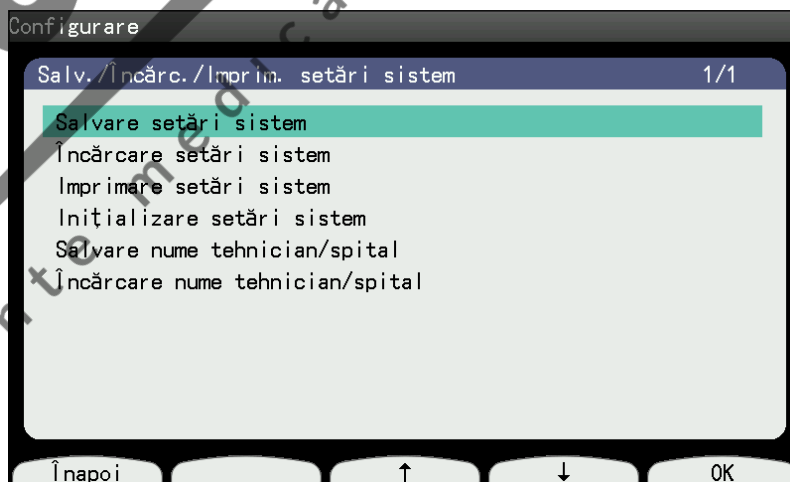 Configurare
Salv./Încărc./Imprim. setări sistem 1/1
Salvare setări sistem
Încărcare setări sistem
Imprimare setări sistem
Iniţializare setări sistem
Salvare nume tehnician/spital
Încărcare nume tehnician/spital
Înapoi ↑ ↓ OK